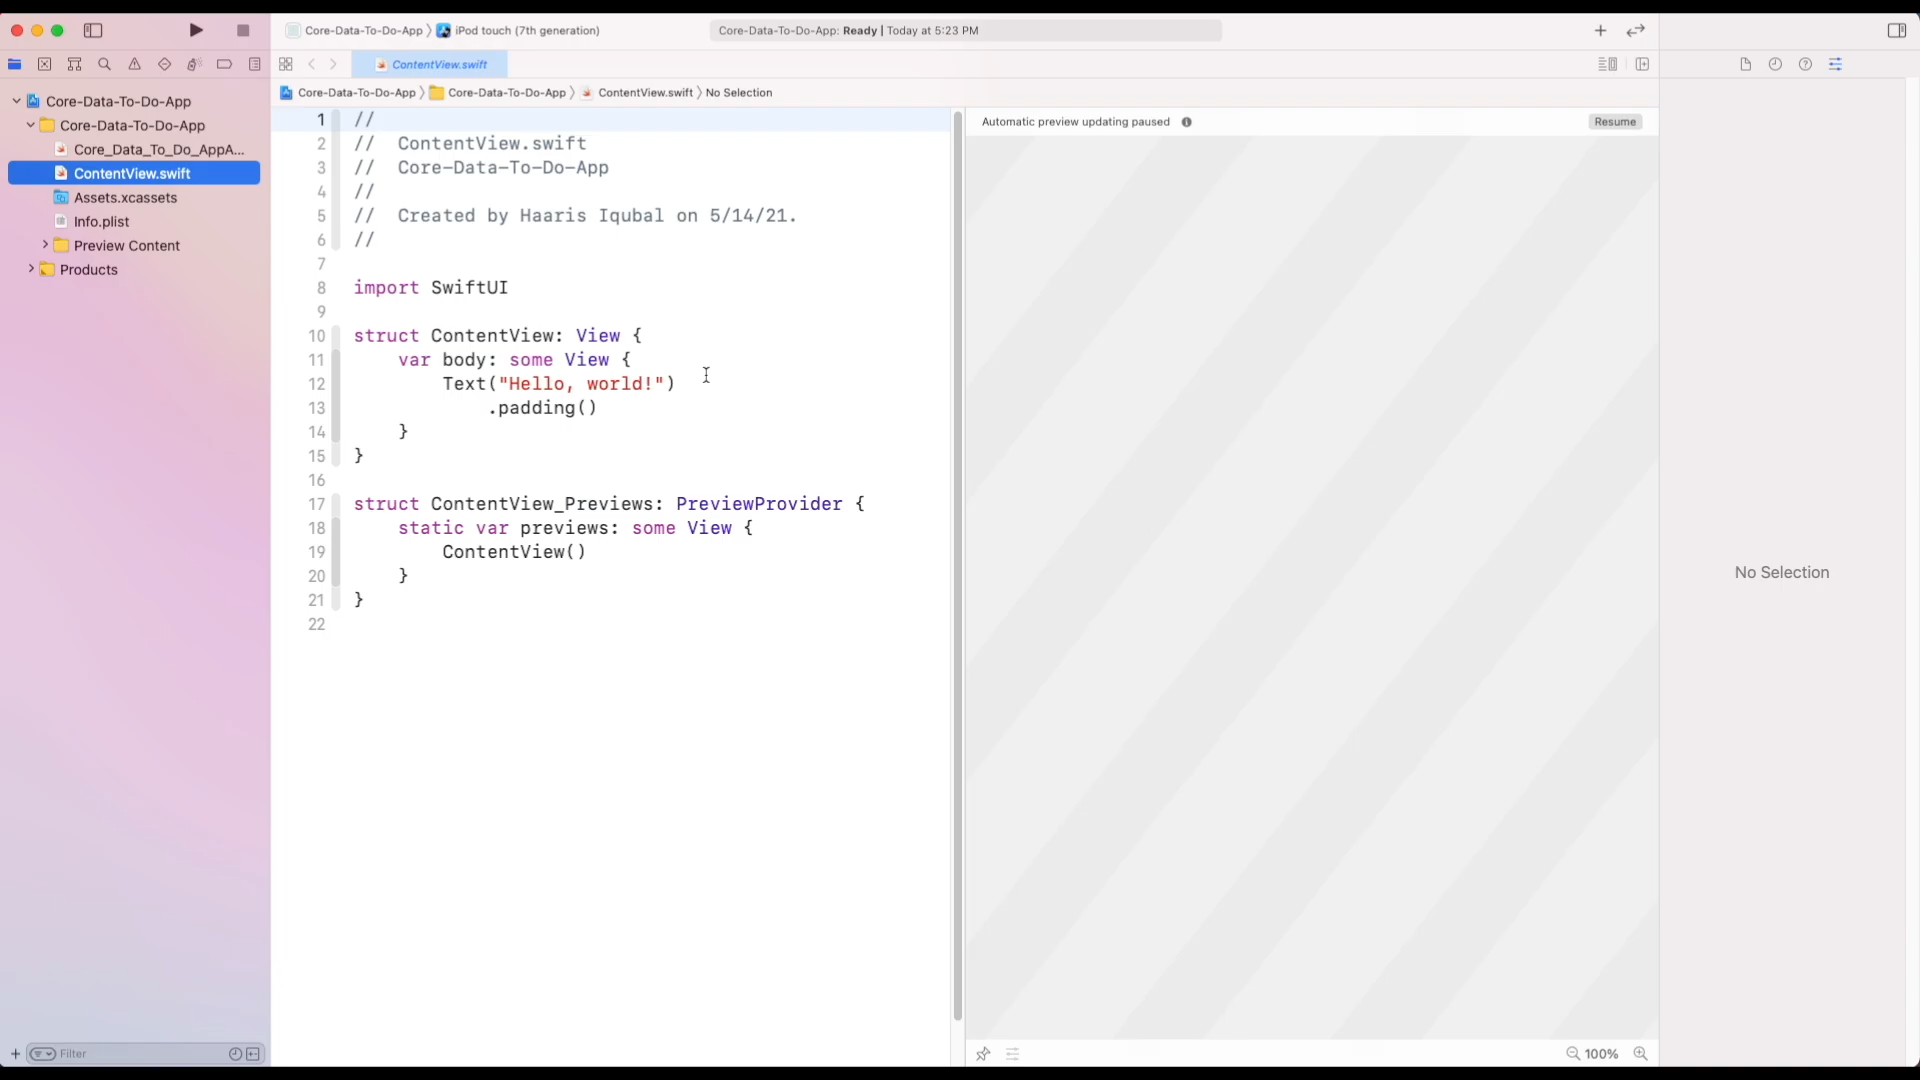 Core-Data-To-Do-App 〉 iPod touch (7th generation)
Core-Data-To-Do-App: Ready | Today at 5:23 PM
ContentView.swift
Core-Data-To-Do-App 〉 Core-Data-To-Do-App 〉 ContentView.swift 〉 No Selection
Core-Data-To-Do-App
Core-Data-To-Do-App
Core_Data_To_Do_AppA...
ContentView.swift
Assets.xcassets
Info.plist
Preview Content
Products
Filter
1 //
2 //  ContentView.swift
3 //  Core-Data-To-Do-App
4 //
5 //  Created by Haaris Iqubal on 5/14/21.
6 //
7
8 import SwiftUI
9
10 struct ContentView: View {
11     var body: some View {
12         Text("Hello, world!")
13             .padding()
14     }
15 }
16
17 struct ContentView_Previews: PreviewProvider {
18     static var previews: some View {
19         ContentView()
20     }
21 }
22
Automatic preview updating paused
Resume
100%
No Selection